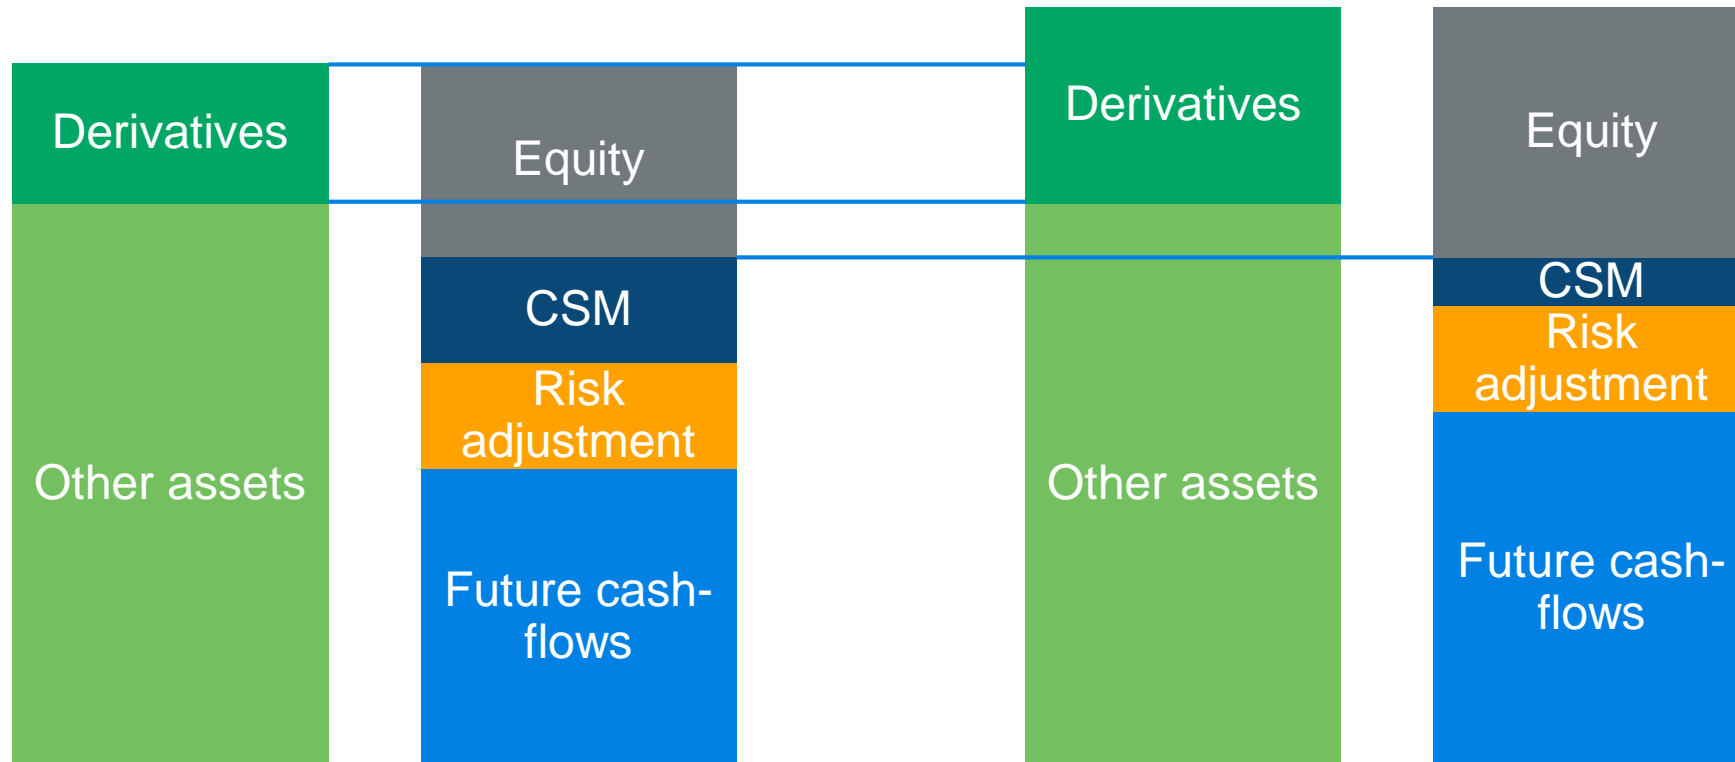 Derivatives
Other assets
Equity
CSM
Risk
adjustment
Future cash-
flows
Derivatives
Other assets
Equity
CSM
Risk
adjustment
Future cash-
flows